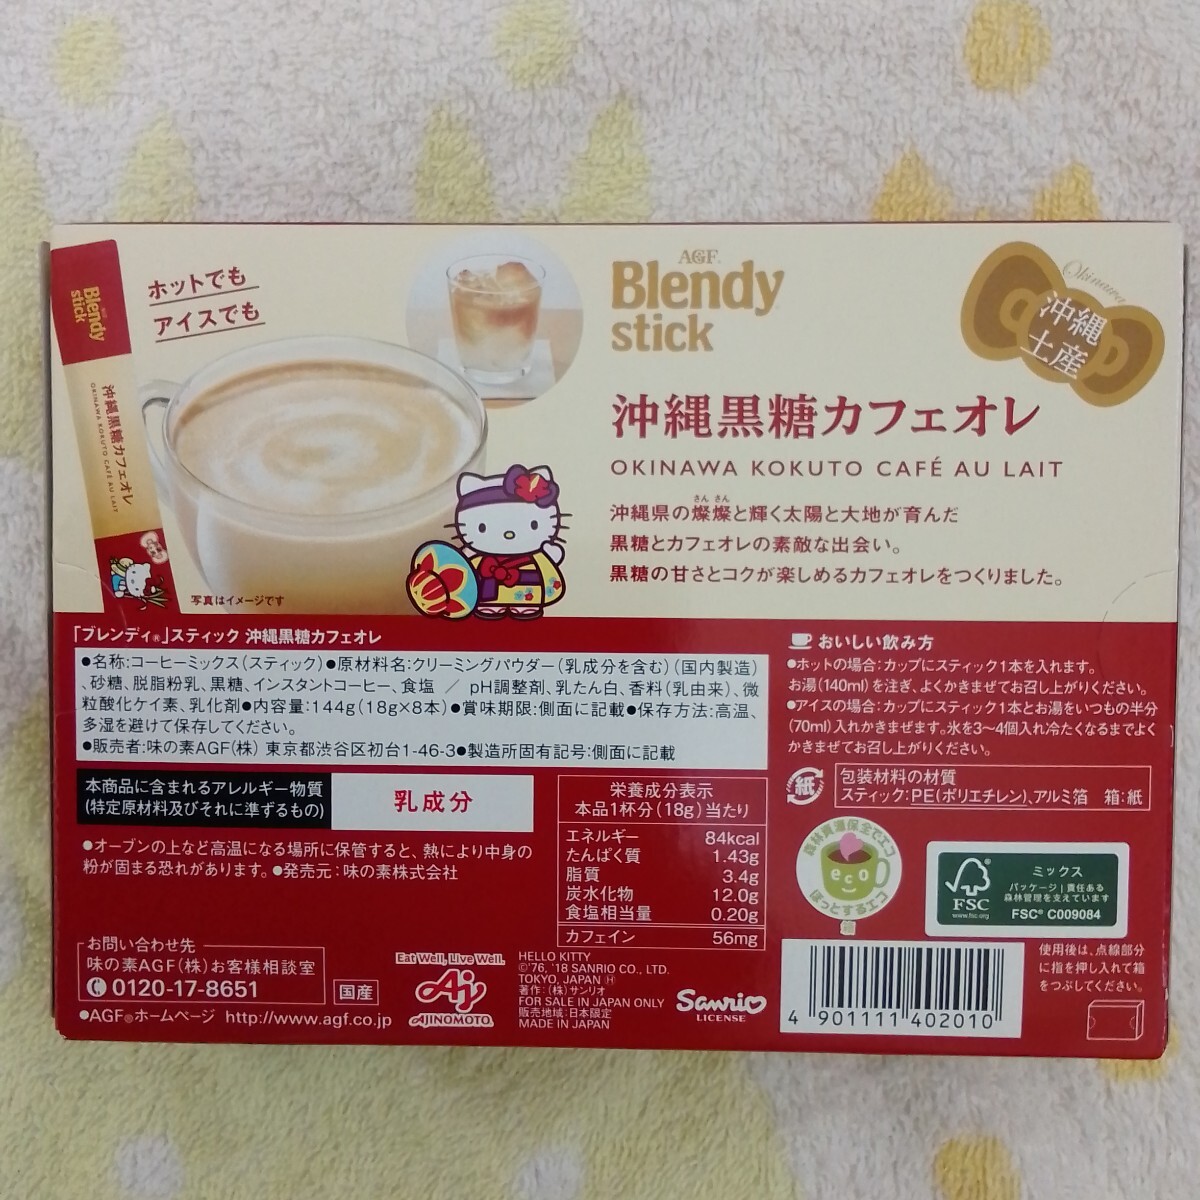 AGF
Blendy
stick
沖縄黒糖カフェオレ
OKINAWA KOKUTO CAFÉ AU LAIT
ホットでも
アイスでも
写真はイメージです
AGF
Blendy
stick
Okinawa
沖縄
土産
沖縄黒糖カフェオレ
OKINAWA KOKUTO CAFÉ AU LAIT
さんさん
沖縄県の燦燦と輝く太陽と大地が育んだ
黒糖とカフェオレの素敵な出会い。
黒糖の甘さとコクが楽しめるカフェオレをつくりました。
「ブレンディ®」スティック 沖縄黒糖カフェオレ
●名称:コーヒーミックス(スティック)●原材料名:クリーミングパウダー(乳成分を含む)(国内製造)
、砂糖、脱脂粉乳、黒糖、インスタントコーヒー、食塩 ／ pH調整剤、乳たん白、香料(乳由来)、微
粒酸化ケイ素、乳化剤●内容量:144g(18g×8本)●賞味期限:側面に記載●保存方法:高温、
多湿を避けて保存してください。
●販売者:味の素AGF(株) 東京都渋谷区初台1-46-3●製造所固有記号:側面に記載
本商品に含まれるアレルギー物質
(特定原材料及びそれに準ずるもの)
乳成分
●オーブンの上など高温になる場所に保管すると、熱により中身の
粉が固まる恐れがあります。●発売元:味の素株式会社
栄養成分表示
本品1杯分(18g)当たり
エネルギー 84kcal
たんぱく質 1.43g
脂質 3.4g
炭水化物 12.0g
食塩相当量 0.20g
カフェイン 56mg
おいしい飲み方
●ホットの場合:カップにスティック1本を入れます。
お湯(140ml)を注ぎ、よくかきまぜてお召し上がりください。
●アイスの場合:カップにスティック1本とお湯をいつもの半分
(70ml)入れかきまぜます。氷を3〜4個入れ冷たくなるまでよく
かきまぜてお召し上がりください。
紙
包装材料の材質
スティック:PE(ポリエチレン)、アルミ箔 箱:紙
森林資源保全でエコ
eco
ほっとするエコ
箱
FSC
www.fsc.org
ミックス
パッケージ|責任ある
森林管理を支えています
FSC® C009084
お問い合わせ先
味の素AGF(株)お客様相談室
0120-17-8651
国産
●AGF®ホームページ http://www.agf.co.jp
Eat Well, Live Well.
Aj
AJINOMOTO
HELLO KITTY
©'76, '18 SANRIO CO., LTD.
TOKYO, JAPAN Ⓗ
著作:(株)サンリオ
FOR SALE IN JAPAN ONLY
販売地域:日本限定
MADE IN JAPAN
Sanrio
LICENSE
4 901111 402010
使用後は、点線部分
に指を押し入れて箱
をつぶしてください。